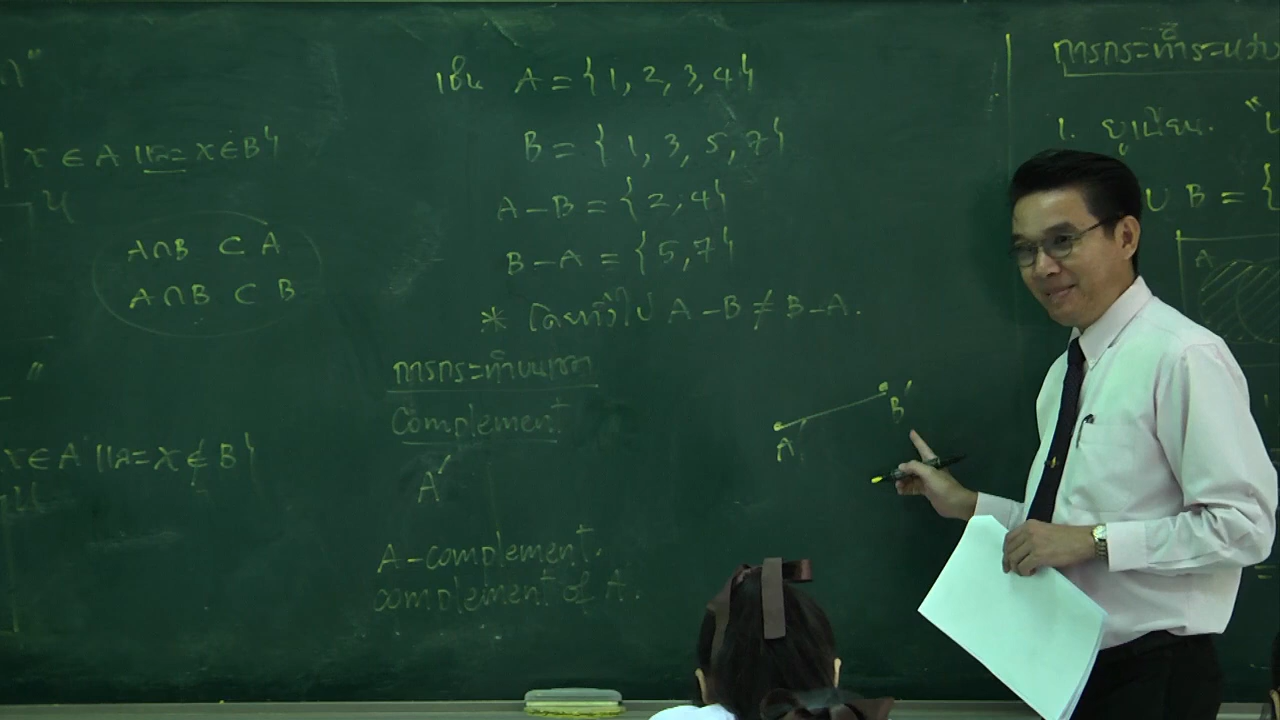 x ∈ A และ x ∈ B}
U
A∩B ⊂ A
A∩B ⊂ B
x ∈ A และ x ∉ B}
เช่น A = {1, 2, 3, 4}
B = {1, 3, 5, 7}
A - B = {2, 4}
B - A = {5, 7}
* โดยทั่วไป A - B ≠ B - A.
การกระทำบนเซต
Complement
A'
A-complement.
complement of A.
A
B
การกระทำระหว่าง
1. ยูเนียน.
∪ B = {
A